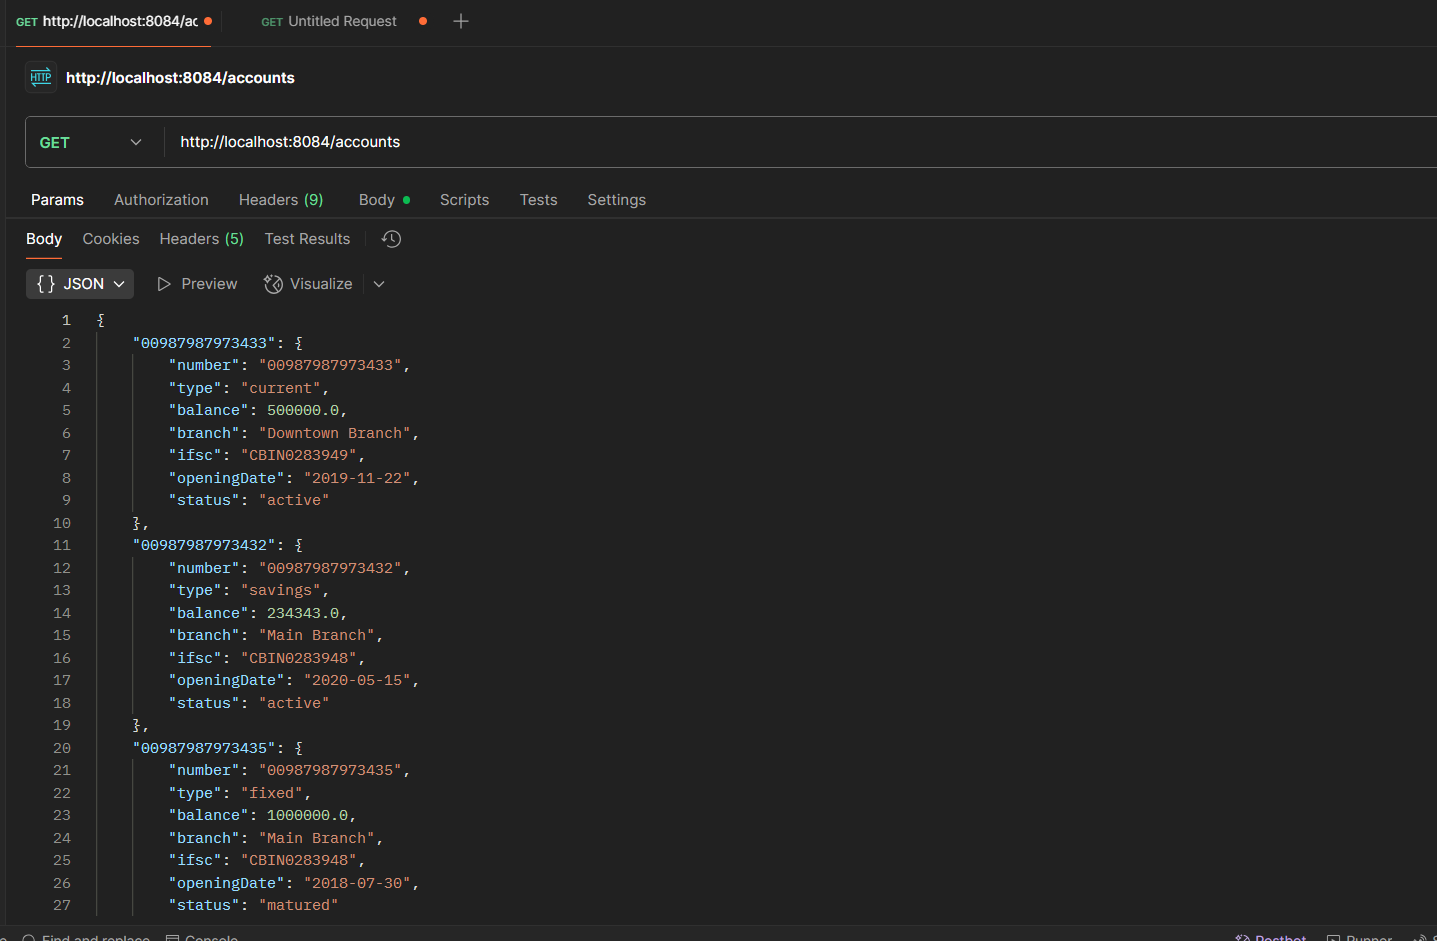 GET http://localhost:8084/ac GET Untitled Request
HTTP http://localhost:8084/accounts
GET http://localhost:8084/accounts
Params Authorization Headers (9) Body Scripts Tests Settings
Body Cookies Headers (5) Test Results
{} JSON Preview Visualize
1 {
2 "00987987973433": {
3 "number": "00987987973433",
4 "type": "current",
5 "balance": 500000.0,
6 "branch": "Downtown Branch",
7 "ifsc": "CBIN0283949",
8 "openingDate": "2019-11-22",
9 "status": "active"
10 },
11 "00987987973432": {
12 "number": "00987987973432",
13 "type": "savings",
14 "balance": 234343.0,
15 "branch": "Main Branch",
16 "ifsc": "CBIN0283948",
17 "openingDate": "2020-05-15",
18 "status": "active"
19 },
20 "00987987973435": {
21 "number": "00987987973435",
22 "type": "fixed",
23 "balance": 1000000.0,
24 "branch": "Main Branch",
25 "ifsc": "CBIN0283948",
26 "openingDate": "2018-07-30",
27 "status": "matured"
Find and replace Console Postbot Runner